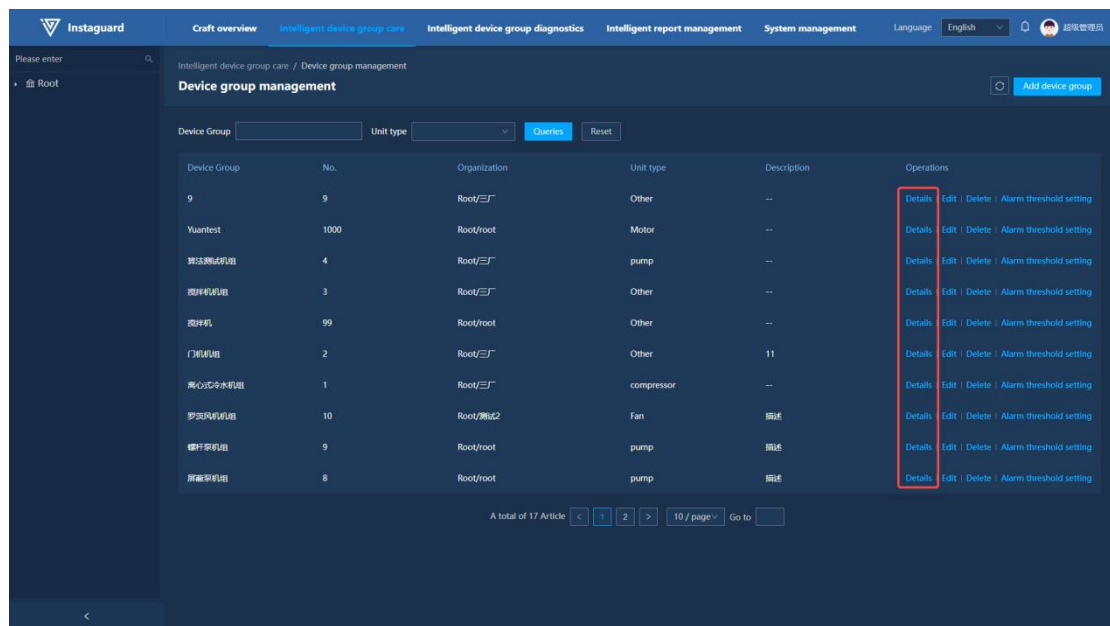 Instaguard Craft overview Intelligent device group care Intelligent device group diagnostics Intelligent report management System management Language English 超级管理员
Please enter
Root
Intelligent device group care / Device group management
Device group management
Add device group
Device Group Unit type Queries Reset
Device Group No. Organization Unit type Description Operations
9 9 Root/三厂 Other -- Details | Edit | Delete | Alarm threshold setting
Yuantest 1000 Root/root Motor -- Details | Edit | Delete | Alarm threshold setting
算法测试机组 4 Root/三厂 pump -- Details | Edit | Delete | Alarm threshold setting
搅拌机机组 3 Root/三厂 Other -- Details | Edit | Delete | Alarm threshold setting
搅拌机 99 Root/root Other -- Details | Edit | Delete | Alarm threshold setting
门机机组 2 Root/三厂 Other 11 Details | Edit | Delete | Alarm threshold setting
离心式冷水机组 1 Root/三厂 compressor -- Details | Edit | Delete | Alarm threshold setting
罗茨风机机组 10 Root/测试2 Fan 描述 Details | Edit | Delete | Alarm threshold setting
螺杆泵机组 9 Root/root pump 描述 Details | Edit | Delete | Alarm threshold setting
屏蔽泵机组 8 Root/root pump 描述 Details | Edit | Delete | Alarm threshold setting
A total of 17 Article < 1 2 > 10 / page Go to
<